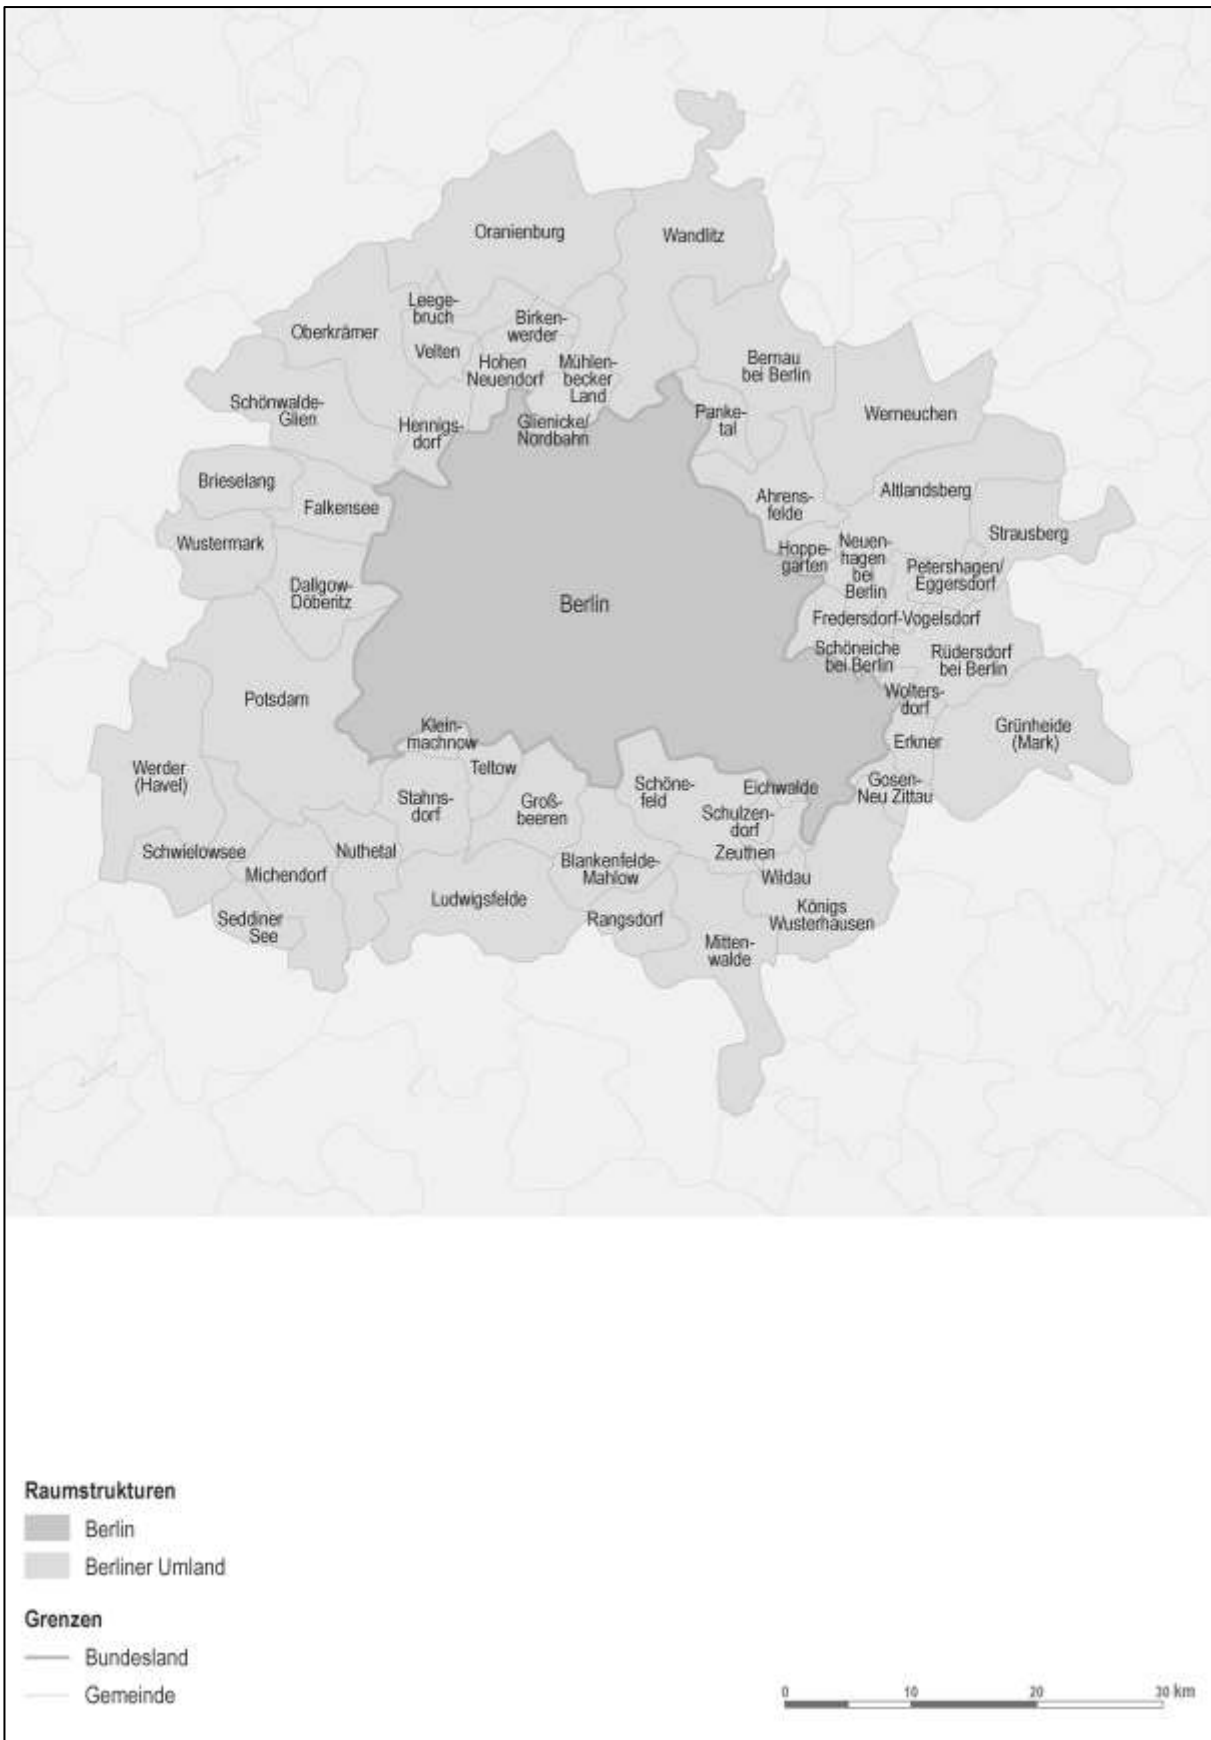 Oranienburg
Wandlitz
Leege-
bruch
Birken-
werder
Oberkrämer
Velten
Hohen
Neuendorf
Mühlen-
becker
Land
Bernau
bei Berlin
Schönwalde-
Glien
Hennigs-
dorf
Glienicke/
Nordbahn
Panke-
tal
Werneuchen
Brieselang
Falkensee
Ahrens-
felde
Altlandsberg
Wustermark
Strausberg
Hoppe-
garten
Neuen-
hagen
bei
Berlin
Petershagen/
Eggersdorf
Dallgow-
Döberitz
Berlin
Fredersdorf-Vogelsdorf
Schöneiche
bei Berlin
Rüdersdorf
bei Berlin
Potsdam
Wolters-
dorf
Grünheide
(Mark)
Klein-
machnow
Erkner
Werder
(Havel)
Teltow
Stahns-
dorf
Groß-
beeren
Schöne-
feld
Eichwalde
Gosen-
Neu Zittau
Schulzen-
dorf
Schwielowsee
Nuthetal
Zeuthen
Michendorf
Blankenfelde-
Mahlow
Wildau
Ludwigsfelde
Königs
Wusterhausen
Seddiner
See
Rangsdorf
Mitten-
walde
Raumstrukturen
Berlin
Berliner Umland
Grenzen
Bundesland
Gemeinde
0 10 20 30 km